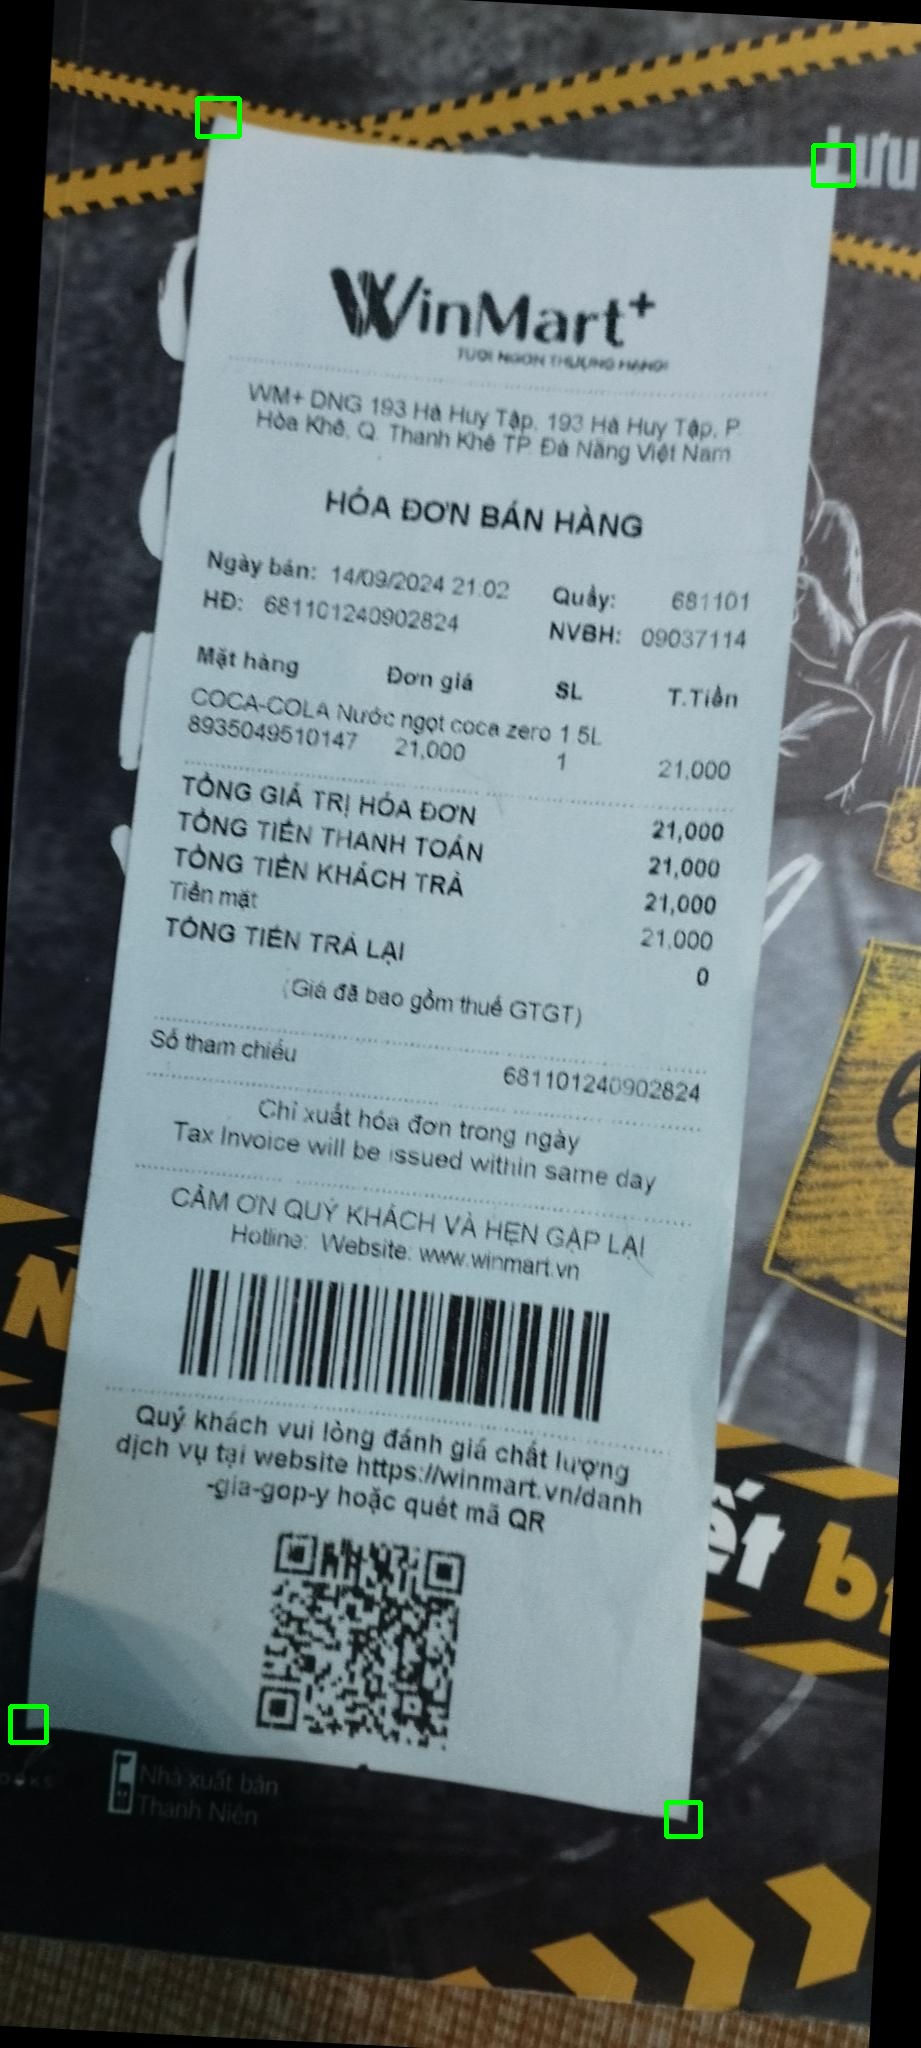 Lưu
WinMart+
TƯƠI NGON THƯỢNG HẠNG!
WM+ DNG 193 Hà Huy Tập, 193 Hà Huy Tập, P.
Hòa Khê, Q. Thanh Khê TP. Đà Nẵng Việt Nam
HÓA ĐƠN BÁN HÀNG
Ngày bán: 14/09/2024 21:02 Quầy: 681101
HĐ: 681101240902824 NVBH: 09037114
Mặt hàng Đơn giá SL T.Tiền
COCA-COLA Nước ngọt coca zero 1.5L
8935049510147 21,000 1 21,000
TỔNG GIÁ TRỊ HÓA ĐƠN 21,000
TỔNG TIỀN THANH TOÁN 21,000
TỔNG TIỀN KHÁCH TRẢ 21,000
Tiền mặt 21,000
TỔNG TIỀN TRẢ LẠI 0
(Giá đã bao gồm thuế GTGT)
Số tham chiếu 681101240902824
Chỉ xuất hóa đơn trong ngày
Tax Invoice will be issued within same day
CẢM ƠN QUÝ KHÁCH VÀ HẸN GẶP LẠI
Hotline: Website: www.winmart.vn
Quý khách vui lòng đánh giá chất lượng
dịch vụ tại website https://winmart.vn/danh
-gia-gop-y hoặc quét mã QR
6
N
ết
Nhà xuất bản
Thanh Niên